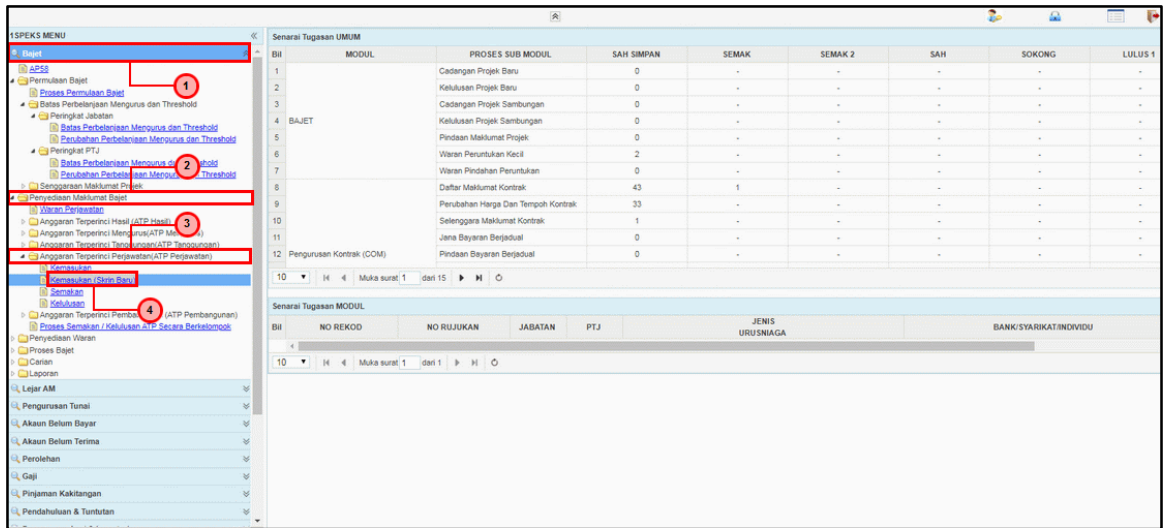 1SPEKS MENU
Bajet
AP58
Permulaan Bajet
Proses Permulaan Bajet
Batas Perbelanjaan Mengurus dan Threshold
Peringkat Jabatan
Batas Perbelanjaan Mengurus dan Threshold
Perubahan Perbelanjaan Mengurus dan Threshold
Peringkat PTJ
Batas Perbelanjaan Mengurus
Perubahan Perbelanjaan Threshold
Senggaraan Maklumat Projek
Penyediaan Maklumat Bajet
Waran Perjawatan
Anggaran Terperinci Hasil (ATP Hasil)
Anggaran Terperinci Mengurus(ATP
Anggaran Terperinci Tanggungan(ATP Tanggungan)
Anggaran Terperinci Perjawatan(ATP Perjawatan)
Kemasukan
Kemasukan (Skrin Baru)
Semakan
Kelulusan
Anggaran Terperinci (ATP Pembangunan)
Proses Semakan / Kelulusan ATP Secara Berkelompok
Penyediaan Waran
Proses Bajet
Carian
Laporan
Lejar AM
Pengurusan Tunai
Akaun Belum Bayar
Akaun Belum Terima
Perolehan
Gaji
Pinjaman Kakitangan
Pendahuluan & Tuntutan
1
2
3
4
Senarai Tugasan UMUM
Bil MODUL PROSES SUB MODUL SAH SIMPAN SEMAK SEMAK 2 SAH SOKONG LULUS 1
1 Cadangan Projek Baru 0 - - - - -
2 Kelulusan Projek Baru 0 - - - - -
3 Cadangan Projek Sambungan 0 - - - - -
4 BAJET Kelulusan Projek Sambungan 0 - - - - -
5 Pindaan Maklumat Projek 0 - - - - -
6 Waran Peruntukan Kecil 2 - - - - -
7 Waran Pindahan Peruntukan 0 - - - - -
8 Daftar Maklumat Kontrak 43 1 - - - -
9 Perubahan Harga Dan Tempoh Kontrak 33 - - - - -
10 Selenggara Maklumat Kontrak 1 - - - - -
11 Jana Bayaran Berjadual 0 - - - - -
12 Pengurusan Kontrak (COM) Pindaan Bayaran Berjadual 0 - - - - -
10 Muka surat 1 dari 15
Senarai Tugasan MODUL
Bil NO REKOD NO RUJUKAN JABATAN PTJ JENIS URUSNIAGA BANK/SYARIKAT/INDIVIDU
10 Muka surat 1 dari 1